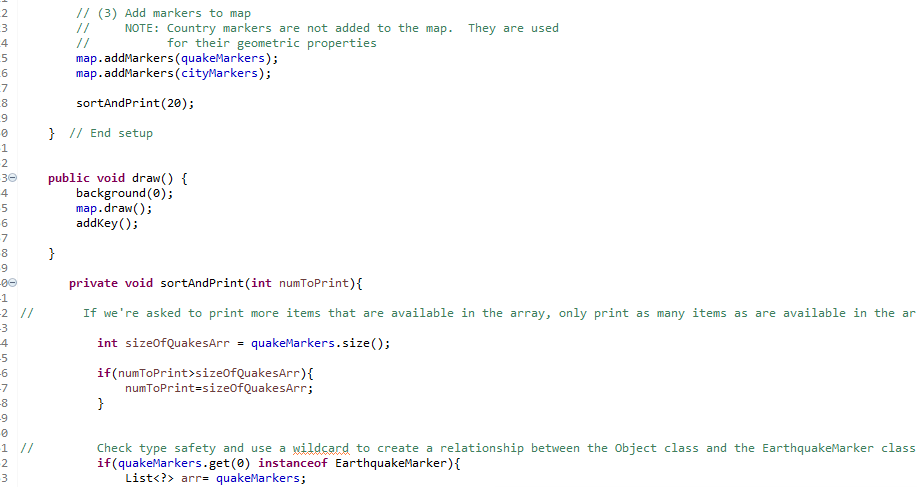 2 // (3) Add markers to map
3 //     NOTE: Country markers are not added to the map.  They are used
4 //           for their geometric properties
5 map.addMarkers(quakeMarkers);
6 map.addMarkers(cityMarkers);
7
8 sortAndPrint(20);
9
0 }  // End setup
1
2
3 public void draw() {
4     background(0);
5     map.draw();
6     addKey();
7
8 }
9
0 private void sortAndPrint(int numToPrint){
1
2 //       If we're asked to print more items that are available in the array, only print as many items as are available in the ar
3
4 int sizeOfQuakesArr = quakeMarkers.size();
5
6 if(numToPrint>sizeOfQuakesArr){
7     numToPrint=sizeOfQuakesArr;
8 }
9
0
1 //         Check type safety and use a wildcard to create a relationship between the Object class and the EarthquakeMarker class
2 if(quakeMarkers.get(0) instanceof EarthquakeMarker){
3     List<?> arr= quakeMarkers;